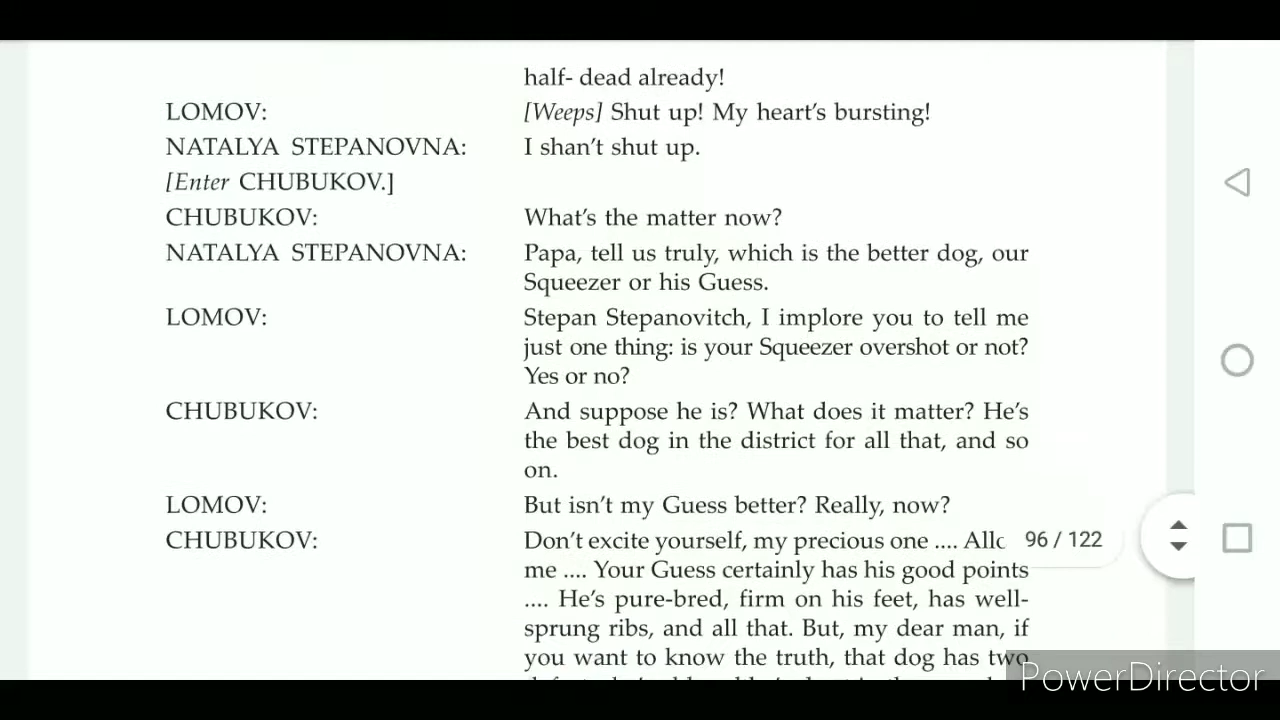 half- dead already!
LOMOV: [Weeps] Shut up! My heart's bursting!
NATALYA STEPANOVNA: I shan't shut up.
[Enter CHUBUKOV.]
CHUBUKOV: What's the matter now?
NATALYA STEPANOVNA: Papa, tell us truly, which is the better dog, our
Squeezer or his Guess.
LOMOV: Stepan Stepanovitch, I implore you to tell me
just one thing: is your Squeezer overshot or not?
Yes or no?
CHUBUKOV: And suppose he is? What does it matter? He's
the best dog in the district for all that, and so
on.
LOMOV: But isn't my Guess better? Really, now?
CHUBUKOV: Don't excite yourself, my precious one ....
96 / 122
me .... Your Guess certainly has his good points
.... He's pure-bred, firm on his feet, has well-
sprung ribs, and all that. But, my dear man, if
you want to know the truth, that dog has two
PowerDirector